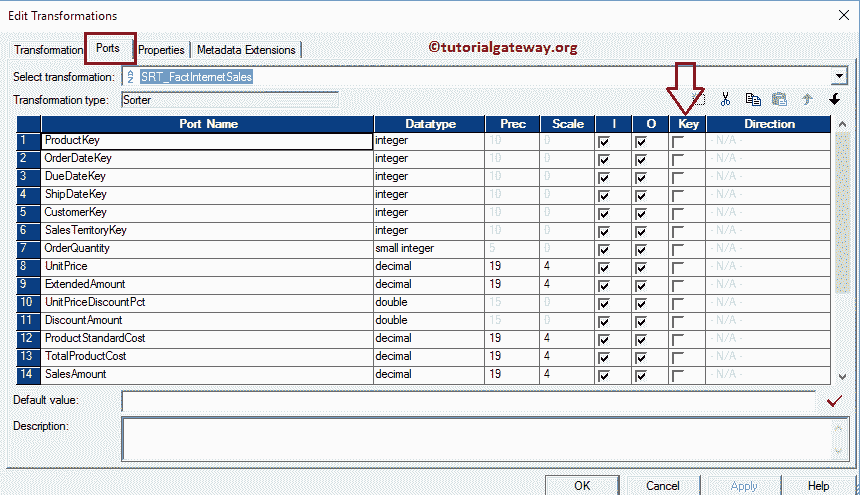 Edit Transformations
Transformation Ports Properties Metadata Extensions ©tutorialgateway.org
Select transformation: SRT_FactInternetSales
Transformation type: Sorter
Port Name Datatype Prec Scale I O Key Direction
1 ProductKey integer 10 0 - N/A -
2 OrderDateKey integer 10 0 - N/A -
3 DueDateKey integer 10 0 - N/A -
4 ShipDateKey integer 10 0 - N/A -
5 CustomerKey integer 10 0 - N/A -
6 SalesTerritoryKey integer 10 0 - N/A -
7 OrderQuantity small integer 5 0 - N/A -
8 UnitPrice decimal 19 4 - N/A -
9 ExtendedAmount decimal 19 4 - N/A -
10 UnitPriceDiscountPct double 15 0 - N/A -
11 DiscountAmount double 15 0 - N/A -
12 ProductStandardCost decimal 19 4 - N/A -
13 TotalProductCost decimal 19 4 - N/A -
14 SalesAmount decimal 19 4 - N/A -
Default value:
Description:
OK Cancel Apply Help